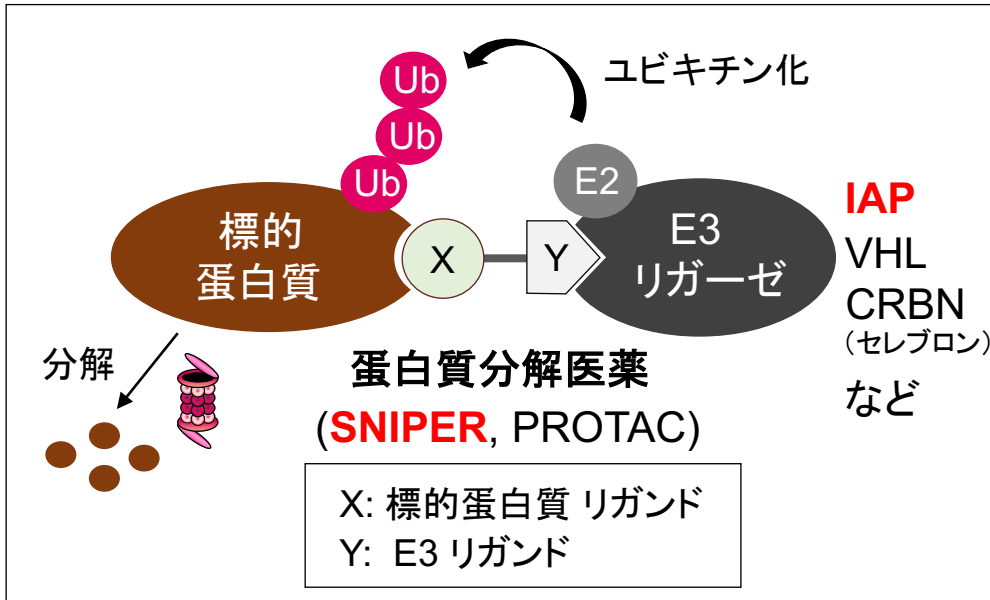 Ub
Ub
Ub
ユビキチン化
E2
標的
蛋白質
X
Y
E3
リガーゼ
IAP
VHL
CRBN
（セレブロン）
など
分解
蛋白質分解医薬
(SNIPER, PROTAC)
X: 標的蛋白質 リガンド
Y: E3 リガンド